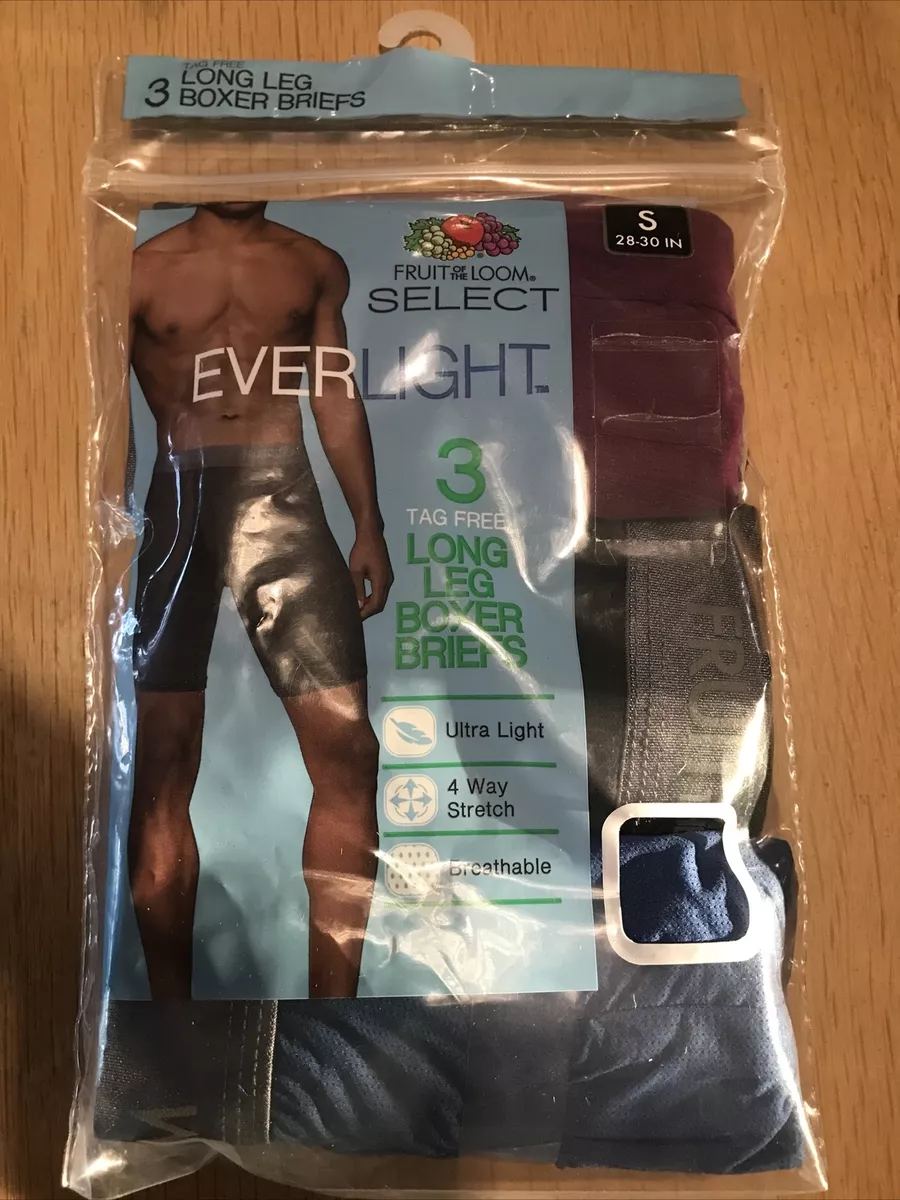 TAG FREE
3 LONG LEG
BOXER BRIEFS
S
28-30 IN
FRUIT OF THE LOOM®
SELECT
EVERLIGHT™
3
TAG FREE
LONG
LEG
BOXER
BRIEFS
Ultra Light
4 Way
Stretch
Breathable
FRUIT